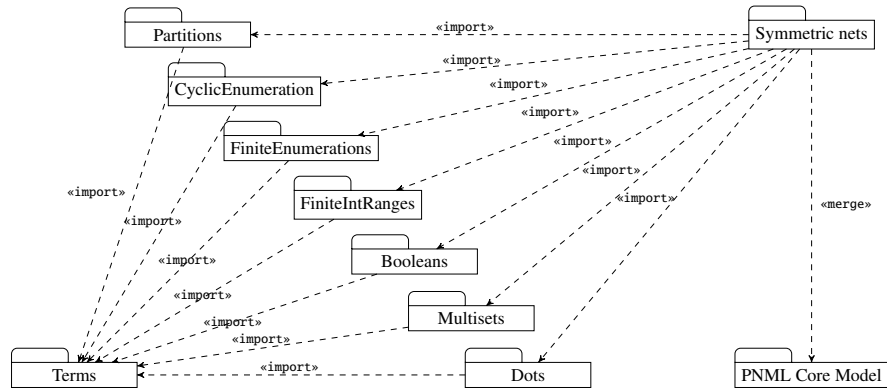 Partitions
«import»
Symmetric nets
«import»
CyclicEnumeration
«import»
«import»
FiniteEnumerations
«import»
«import»
«import»
«import»
FiniteIntRanges
«merge»
«import»
«import»
Booleans
«import»
Multisets
«import»
«import»
Terms
«import»
Dots
PNML Core Model